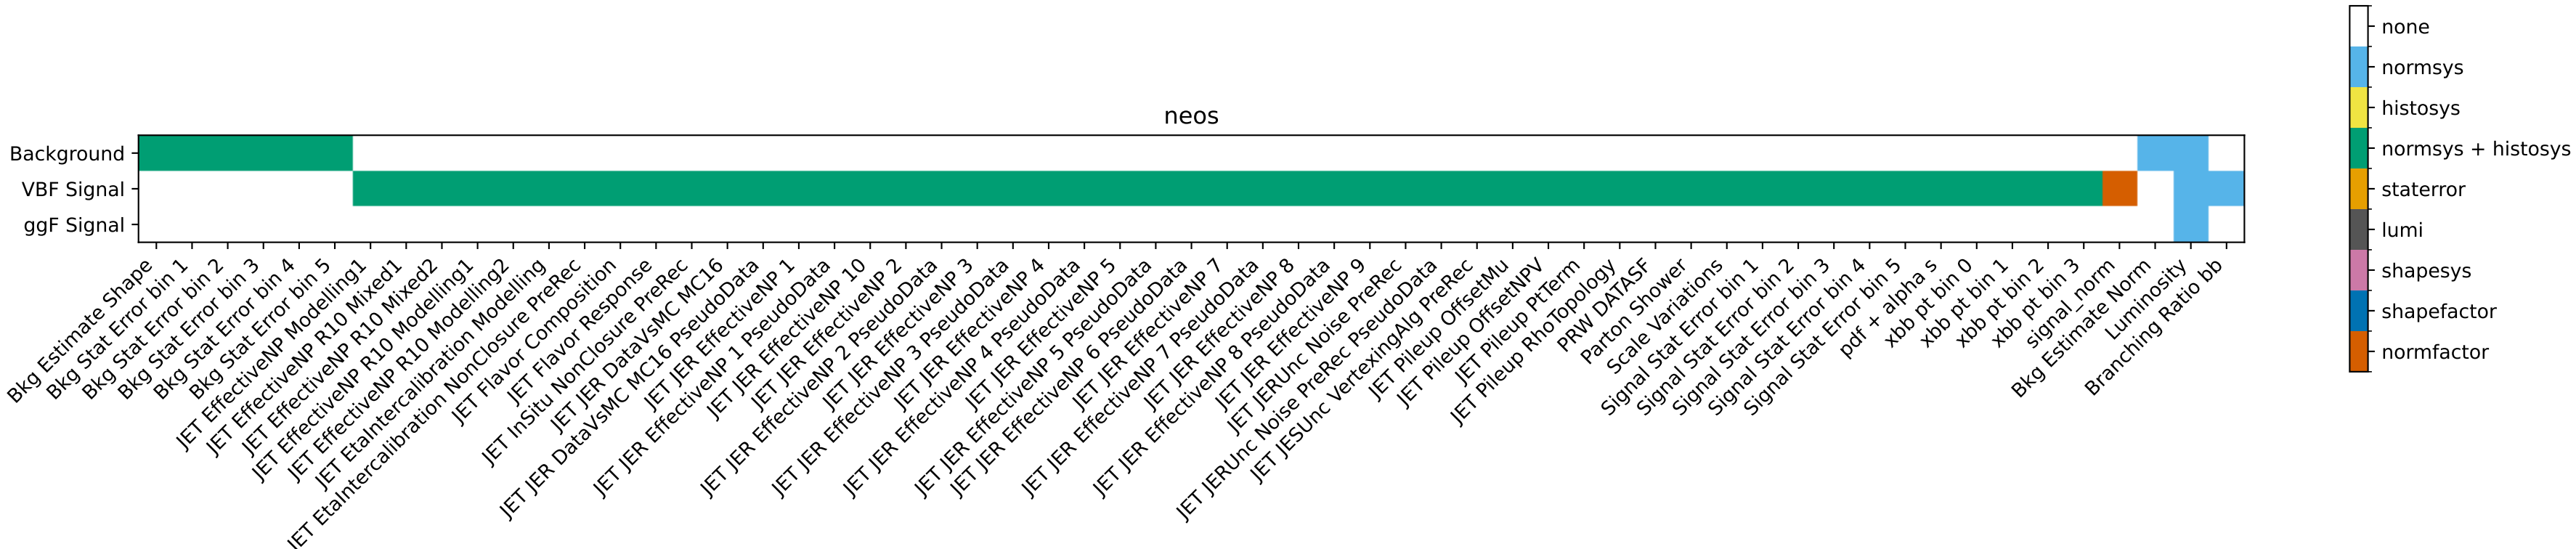 neos
Background
VBF Signal
ggF Signal
Bkg Estimate Shape
Bkg Stat Error bin 1
Bkg Stat Error bin 2
Bkg Stat Error bin 3
Bkg Stat Error bin 4
Bkg Stat Error bin 5
JET EffectiveNP Modelling1
JET EffectiveNP R10 Mixed1
JET EffectiveNP R10 Mixed2
JET EffectiveNP R10 Modelling1
JET EffectiveNP R10 Modelling2
JET EtaIntercalibration Modelling
JET EtaIntercalibration NonClosure PreRec
JET Flavor Composition
JET Flavor Response
JET InSitu NonClosure PreRec
JET JER DataVsMC MC16
JET JER DataVsMC MC16 PseudoData
JET JER EffectiveNP 1
JET JER EffectiveNP 1 PseudoData
JET JER EffectiveNP 10
JET JER EffectiveNP 2
JET JER EffectiveNP 2 PseudoData
JET JER EffectiveNP 3
JET JER EffectiveNP 3 PseudoData
JET JER EffectiveNP 4
JET JER EffectiveNP 4 PseudoData
JET JER EffectiveNP 5
JET JER EffectiveNP 5 PseudoData
JET JER EffectiveNP 6 PseudoData
JET JER EffectiveNP 7
JET JER EffectiveNP 7 PseudoData
JET JER EffectiveNP 8
JET JER EffectiveNP 8 PseudoData
JET JER EffectiveNP 9
JET JERUnc Noise PreRec
JET JERUnc Noise PreRec PseudoData
JET JESUnc VertexingAlg PreRec
JET Pileup OffsetMu
JET Pileup OffsetNPV
JET Pileup PtTerm
JET Pileup RhoTopology
PRW DATASF
Parton Shower
Scale Variations
Signal Stat Error bin 1
Signal Stat Error bin 2
Signal Stat Error bin 3
Signal Stat Error bin 4
Signal Stat Error bin 5
pdf + alpha s
xbb pt bin 0
xbb pt bin 1
xbb pt bin 2
xbb pt bin 3
signal_norm
Bkg Estimate Norm
Luminosity
Branching Ratio bb
none
normsys
histosys
normsys + histosys
staterror
lumi
shapesys
shapefactor
normfactor